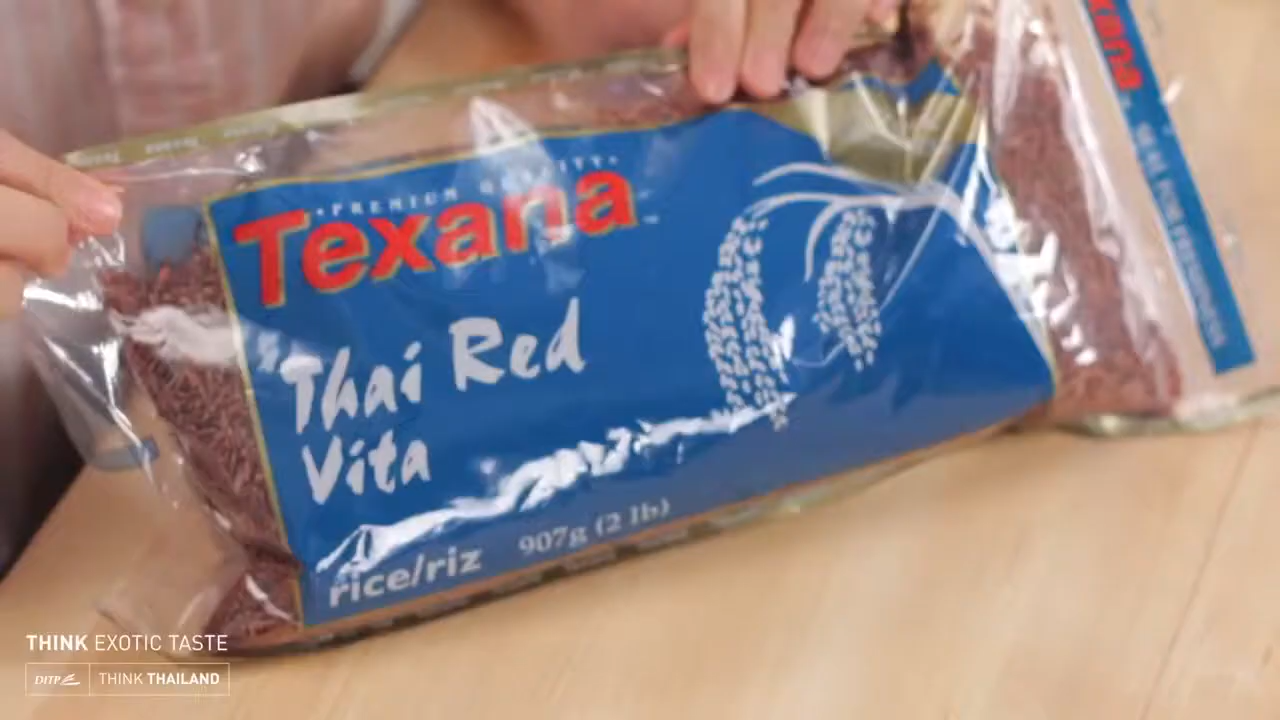 • PREMIUM QUALITY •
Texana
Thai Red
Vita
rice/riz 907g (2 lb)
THINK EXOTIC TASTE
DITP THINK THAILAND